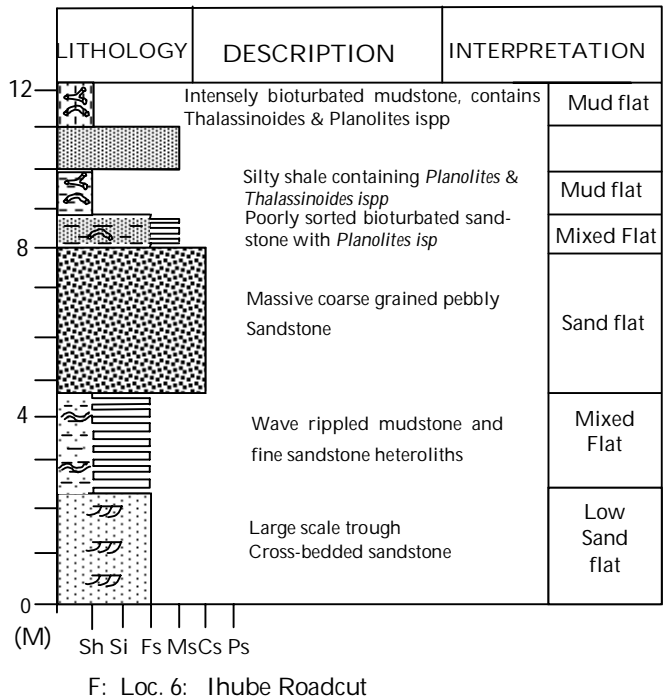 LITHOLOGY DESCRIPTION INTERPRETATION
12
Intensely bioturbated mudstone, contains
Thalassinoides & Planolites ispp
Mud flat
Silty shale containing Planolites &
Thalassinoides ispp
Mud flat
Poorly sorted bioturbated sand-
stone with Planolites isp
Mixed Flat
8
Massive coarse grained pebbly
Sandstone
Sand flat
4
Wave rippled mudstone and
fine sandstone heteroliths
Mixed
Flat
Large scale trough
Cross-bedded sandstone
Low
Sand
flat
0
(M)
Sh Si Fs Ms Cs Ps
F: Loc. 6: Ihube Roadcut